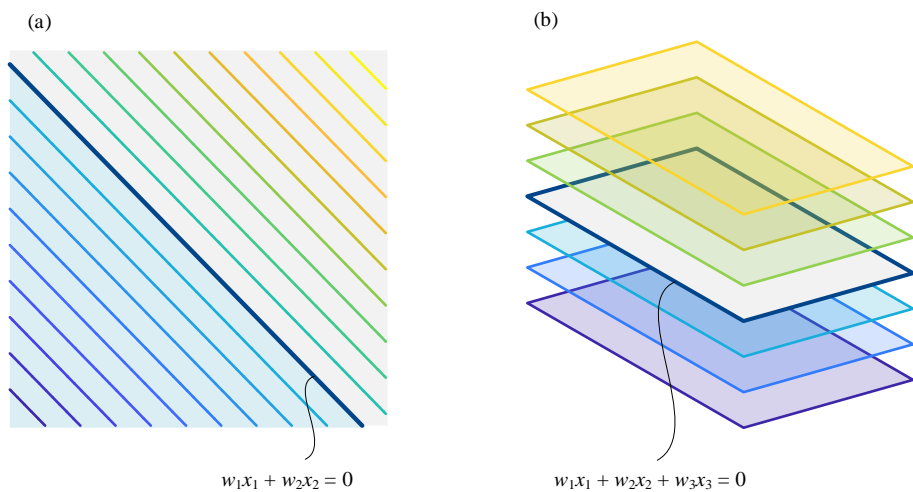 (a)
(b)
w₁x₁ + w₂x₂ = 0
w₁x₁ + w₂x₂ + w₃x₃ = 0